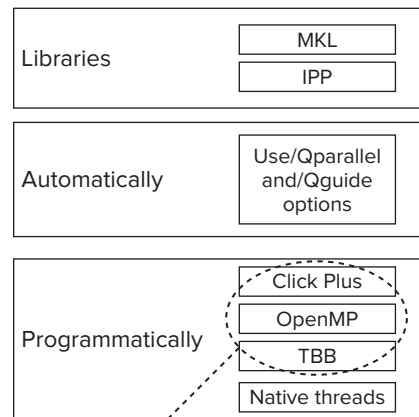 Libraries
MKL
IPP
Automatically
Use/Qparallel
and/Qguide
options
Programmatically
Click Plus
OpenMP
TBB
Native threads